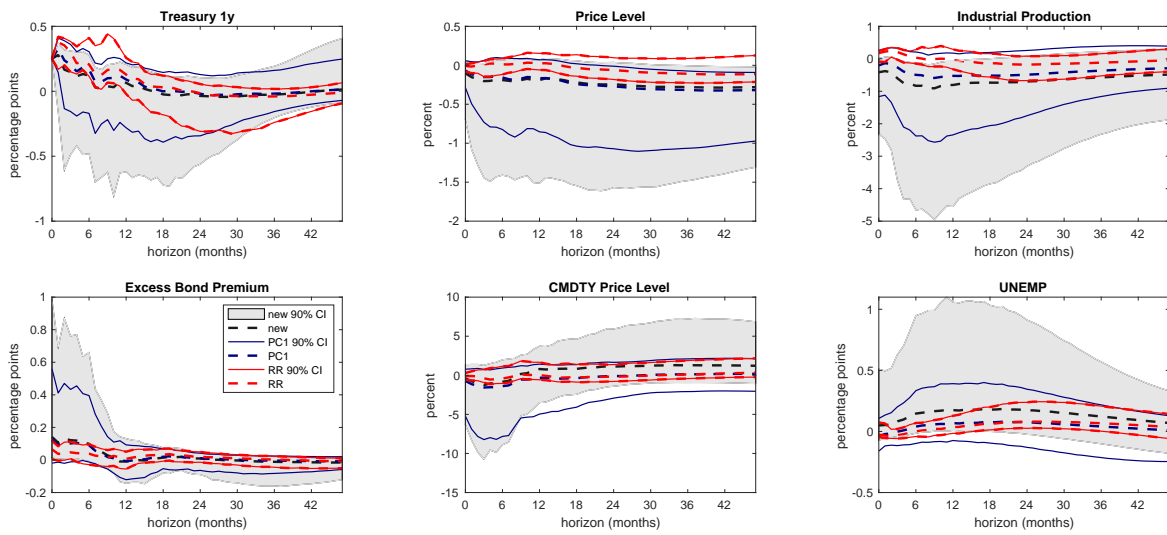 Treasury 1y
0.5
0
-0.5
-1
percentage points
0 6 12 18 24 30 36 42
horizon (months)
Price Level
0.5
0
-0.5
-1
-1.5
-2
percent
0 6 12 18 24 30 36 42
horizon (months)
Industrial Production
1
0
-1
-2
-3
-4
-5
percent
0 6 12 18 24 30 36 42
horizon (months)
Excess Bond Premium
1
0.8
0.6
0.4
0.2
0
-0.2
percentage points
0 6 12 18 24 30 36 42
horizon (months)
new 90% CI
new
PC1 90% CI
PC1
RR 90% CI
RR
CMDTY Price Level
10
5
0
-5
-10
-15
percent
0 6 12 18 24 30 36 42
horizon (months)
UNEMP
1
0.5
0
-0.5
percentage points
0 6 12 18 24 30 36 42
horizon (months)